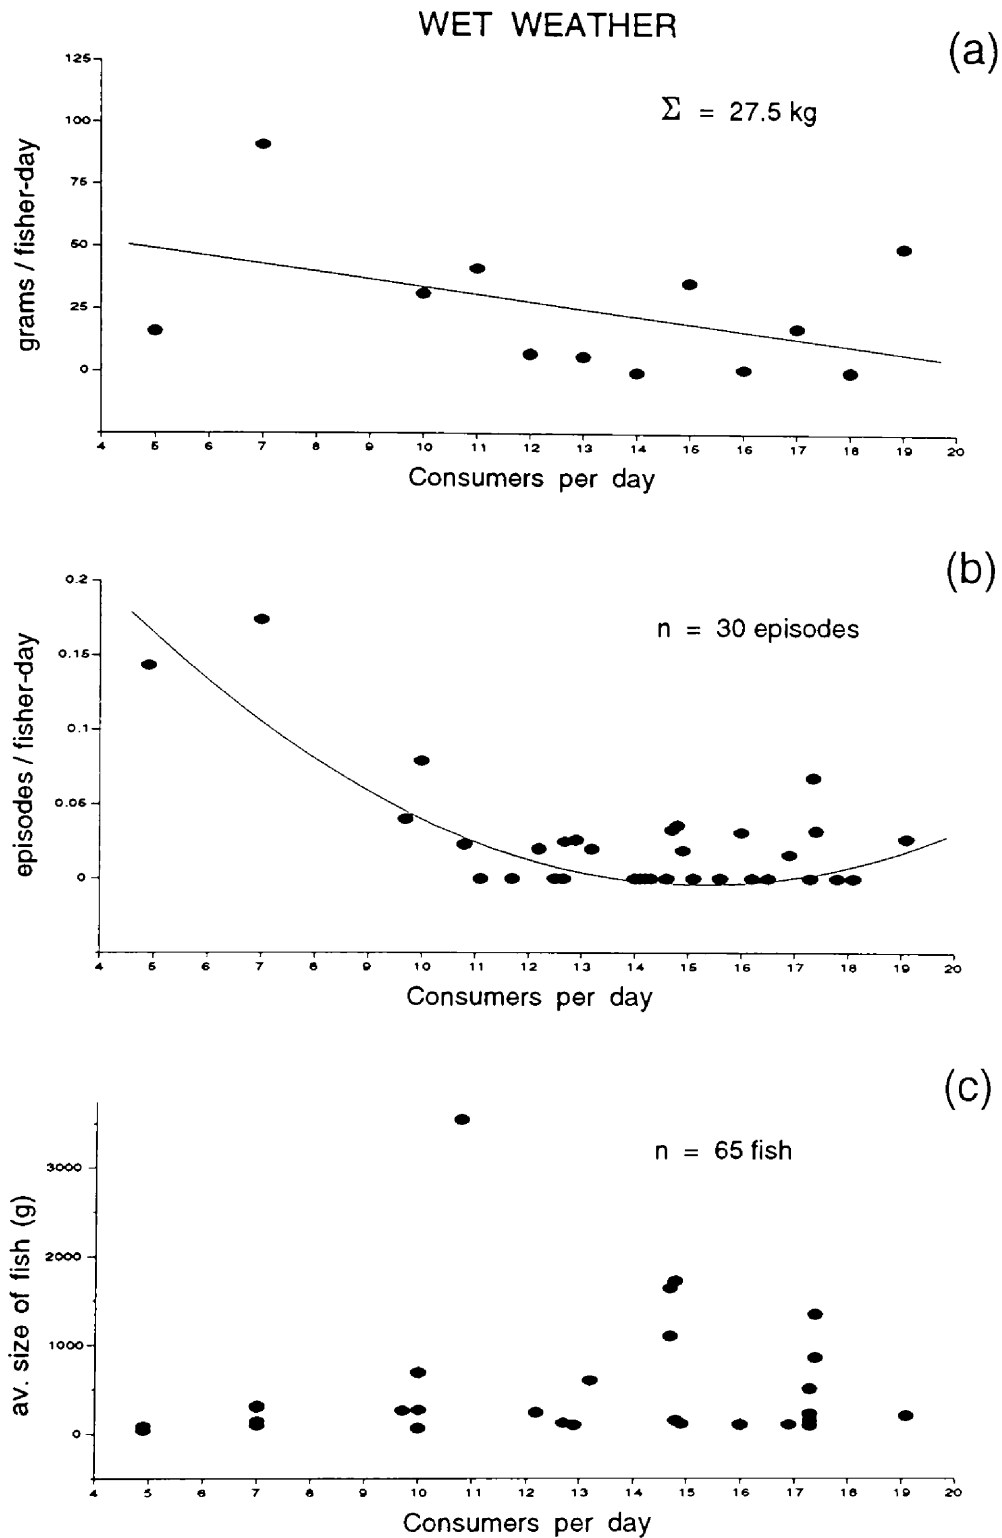 WET WEATHER
(a)
125
100
75
50
25
0
grams / fisher-day
Σ = 27.5 kg
4 5 6 7 8 9 10 11 12 13 14 15 16 17 18 19 20
Consumers per day
(b)
0.2
0.15
0.1
0.06
0
episodes / fisher-day
n = 30 episodes
4 5 6 7 8 9 10 11 12 13 14 15 16 17 18 19 20
Consumers per day
(c)
3000
2000
1000
0
av. size of fish (g)
n = 65 fish
4 5 6 7 8 9 10 11 12 13 14 15 16 17 18 19 20
Consumers per day